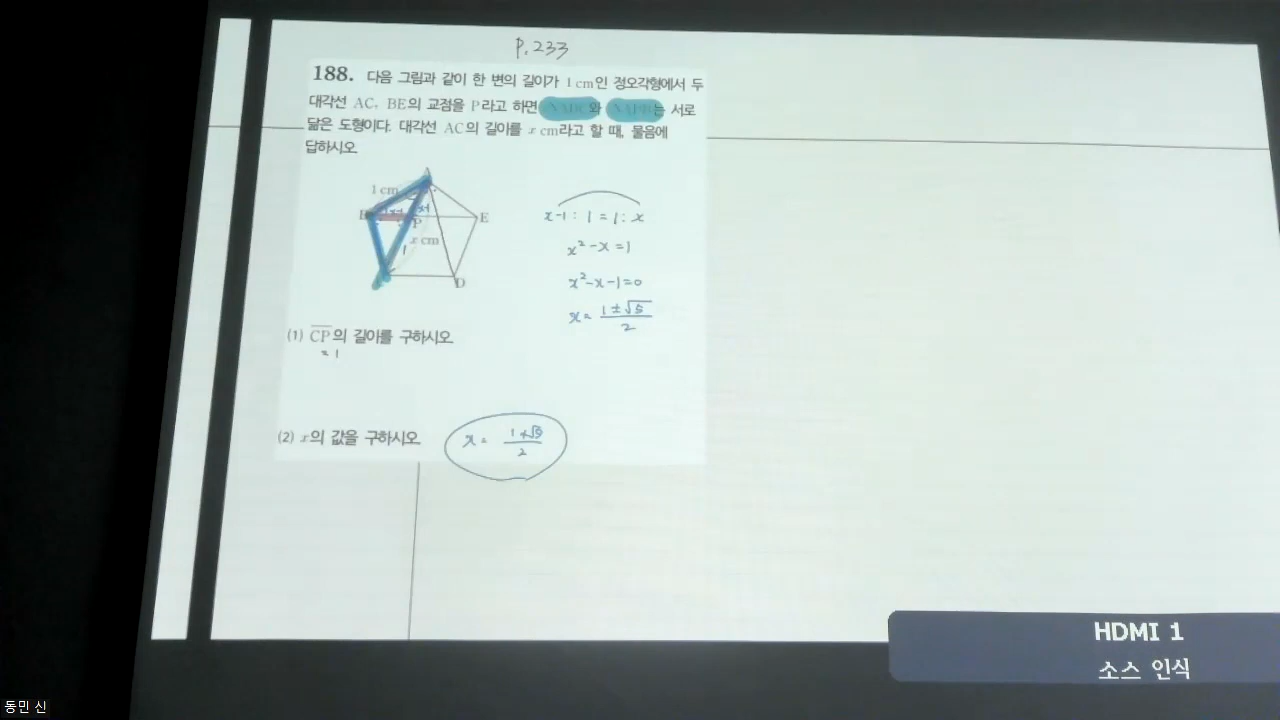 P.233
188. 다음 그림과 같이 한 변의 길이가 1cm인 정오각형에서 두
대각선 AC, BE의 교점을 P라고 하면 △ABC와 는 서로
닮은 도형이다. 대각선 AC의 길이를 x cm라고 할 때, 물음에
답하시오.
A
1 cm
B
P
E
x cm
1
D
x-1 : 1 = 1 : x
x²-x=1
x²-x-1=0
x= 1±√5/2
(1) CP의 길이를 구하시오.
= 1
(2) x의 값을 구하시오.
x= 1+√5/2
HDMI 1
소스 인식
동민 신